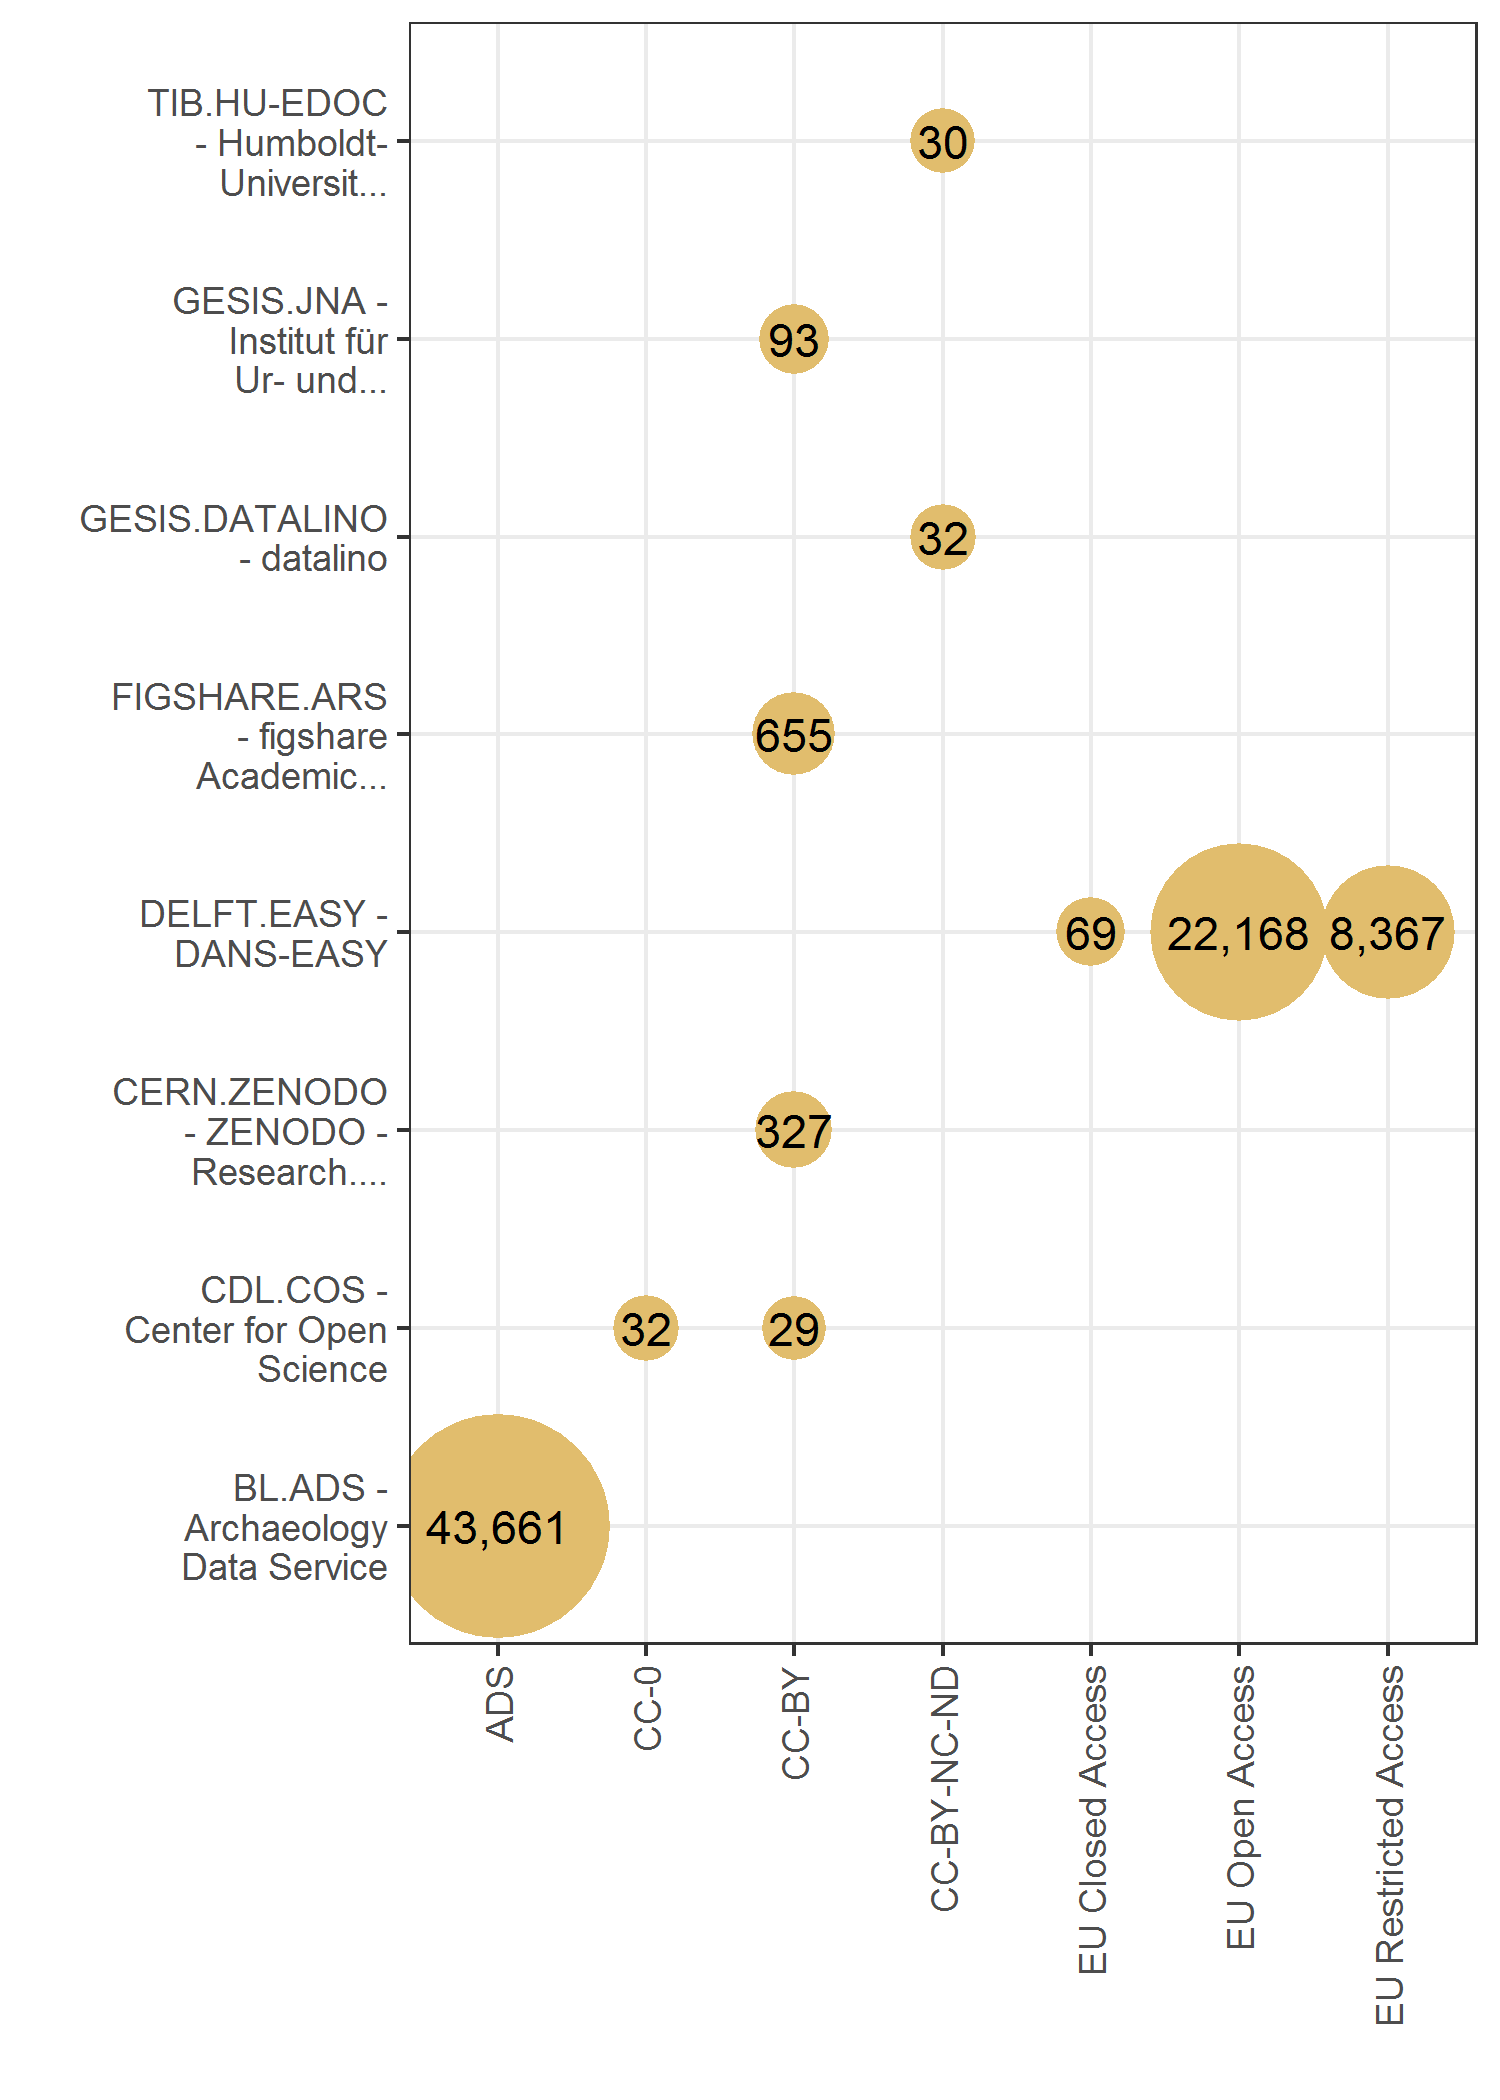 TIB.HU-EDOC
- Humboldt-
Universit...
30
GESIS.JNA -
Institut für
Ur- und...
93
GESIS.DATALINO
- datalino
32
FIGSHARE.ARS
- figshare
Academic...
655
DELFT.EASY -
DANS-EASY
69
22,168
8,367
CERN.ZENODO
- ZENODO -
Research....
327
CDL.COS -
Center for Open
Science
32
29
BL.ADS -
Archaeology
Data Service
43,661
ADS
CC-0
CC-BY
CC-BY-NC-ND
EU Closed Access
EU Open Access
EU Restricted Access